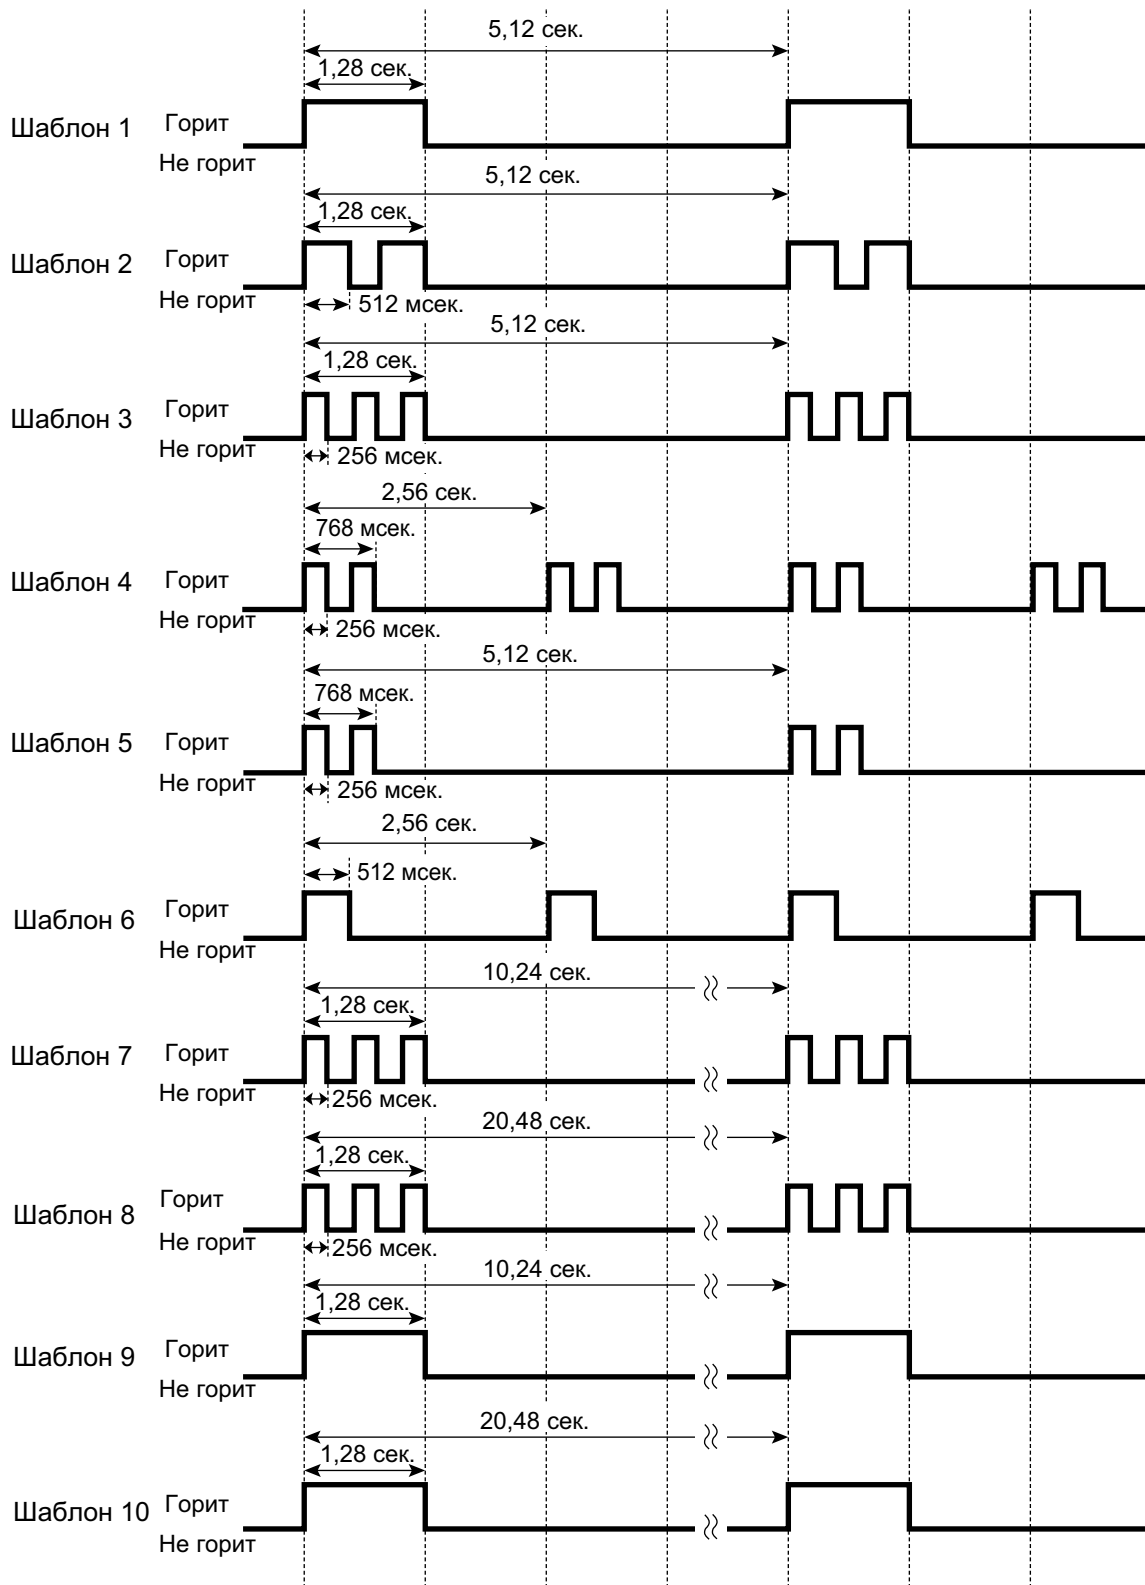 5,12 сек.
1,28 сек.
Шаблон 1
Горит
Не горит
5,12 сек.
1,28 сек.
Шаблон 2
Горит
Не горит
512 мсек.
5,12 сек.
1,28 сек.
Шаблон 3
Горит
Не горит
256 мсек.
2,56 сек.
768 мсек.
Шаблон 4
Горит
Не горит
256 мсек.
5,12 сек.
768 мсек.
Шаблон 5
Горит
Не горит
256 мсек.
2,56 сек.
512 мсек.
Шаблон 6
Горит
Не горит
10,24 сек.
1,28 сек.
Шаблон 7
Горит
Не горит
256 мсек.
20,48 сек.
1,28 сек.
Шаблон 8
Горит
Не горит
256 мсек.
10,24 сек.
1,28 сек.
Шаблон 9
Горит
Не горит
20,48 сек.
1,28 сек.
Шаблон 10
Горит
Не горит